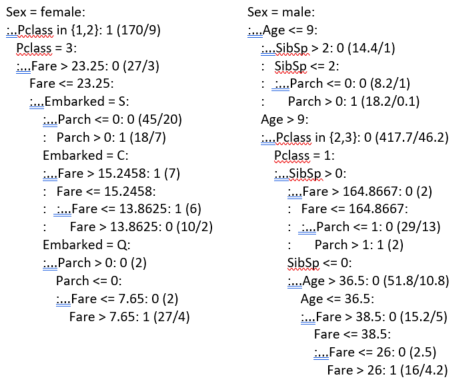 Sex = female:
:...Pclass in {1,2}: 1 (170/9)
Pclass = 3:
:...Fare > 23.25: 0 (27/3)
Fare <= 23.25:
:...Embarked = S:
:...Parch <= 0: 0 (45/20)
: Parch > 0: 1 (18/7)
Embarked = C:
:...Fare > 15.2458: 1 (7)
: Fare <= 15.2458:
: :...Fare <= 13.8625: 1 (6)
: Fare > 13.8625: 0 (10/2)
Embarked = Q:
:...Parch > 0: 0 (2)
Parch <= 0:
:...Fare <= 7.65: 0 (2)
Fare > 7.65: 1 (27/4)
Sex = male:
:...Age <= 9:
:...SibSp > 2: 0 (14.4/1)
: SibSp <= 2:
: :...Parch <= 0: 0 (8.2/1)
: Parch > 0: 1 (18.2/0.1)
Age > 9:
:...Pclass in {2,3}: 0 (417.7/46.2)
Pclass = 1:
:...SibSp > 0:
:...Fare > 164.8667: 0 (2)
: Fare <= 164.8667:
: :...Parch <= 1: 0 (29/13)
: Parch > 1: 1 (2)
SibSp <= 0:
:...Age > 36.5: 0 (51.8/10.8)
Age <= 36.5:
:...Fare > 38.5: 0 (15.2/5)
Fare <= 38.5:
:...Fare <= 26: 0 (2.5)
Fare > 26: 1 (16/4.2)